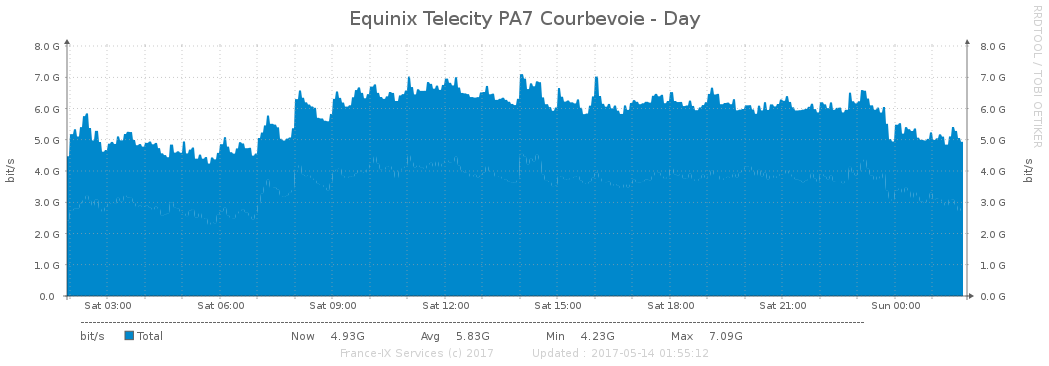 Equinix Telecity PA7 Courbevoie - Day
RRDTOOL / TOBI OETIKER
8.0 G 8.0 G
7.0 G 7.0 G
6.0 G 6.0 G
5.0 G 5.0 G
4.0 G 4.0 G
3.0 G 3.0 G
2.0 G 2.0 G
1.0 G 1.0 G
0.0 0.0 G
bit/s bit/s
Sat 03:00 Sat 06:00 Sat 09:00 Sat 12:00 Sat 15:00 Sat 18:00 Sat 21:00 Sun 00:00
bit/s Total Now 4.93G Avg 5.83G Min 4.23G Max 7.09G
France-IX Services (c) 2017 Updated : 2017-05-14 01:55:12